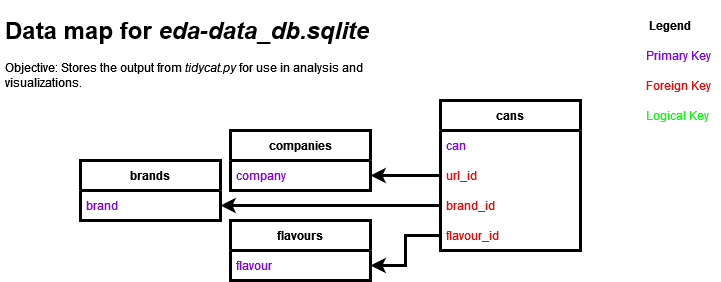 Data map for eda-data_db.sqlite
Objective: Stores the output from tidycat.py for use in analysis and
visualizations.
Legend
Primary Key
Foreign Key
Logical Key
cans
can
url_id
brand_id
flavour_id
companies
company
brands
brand
flavours
flavour